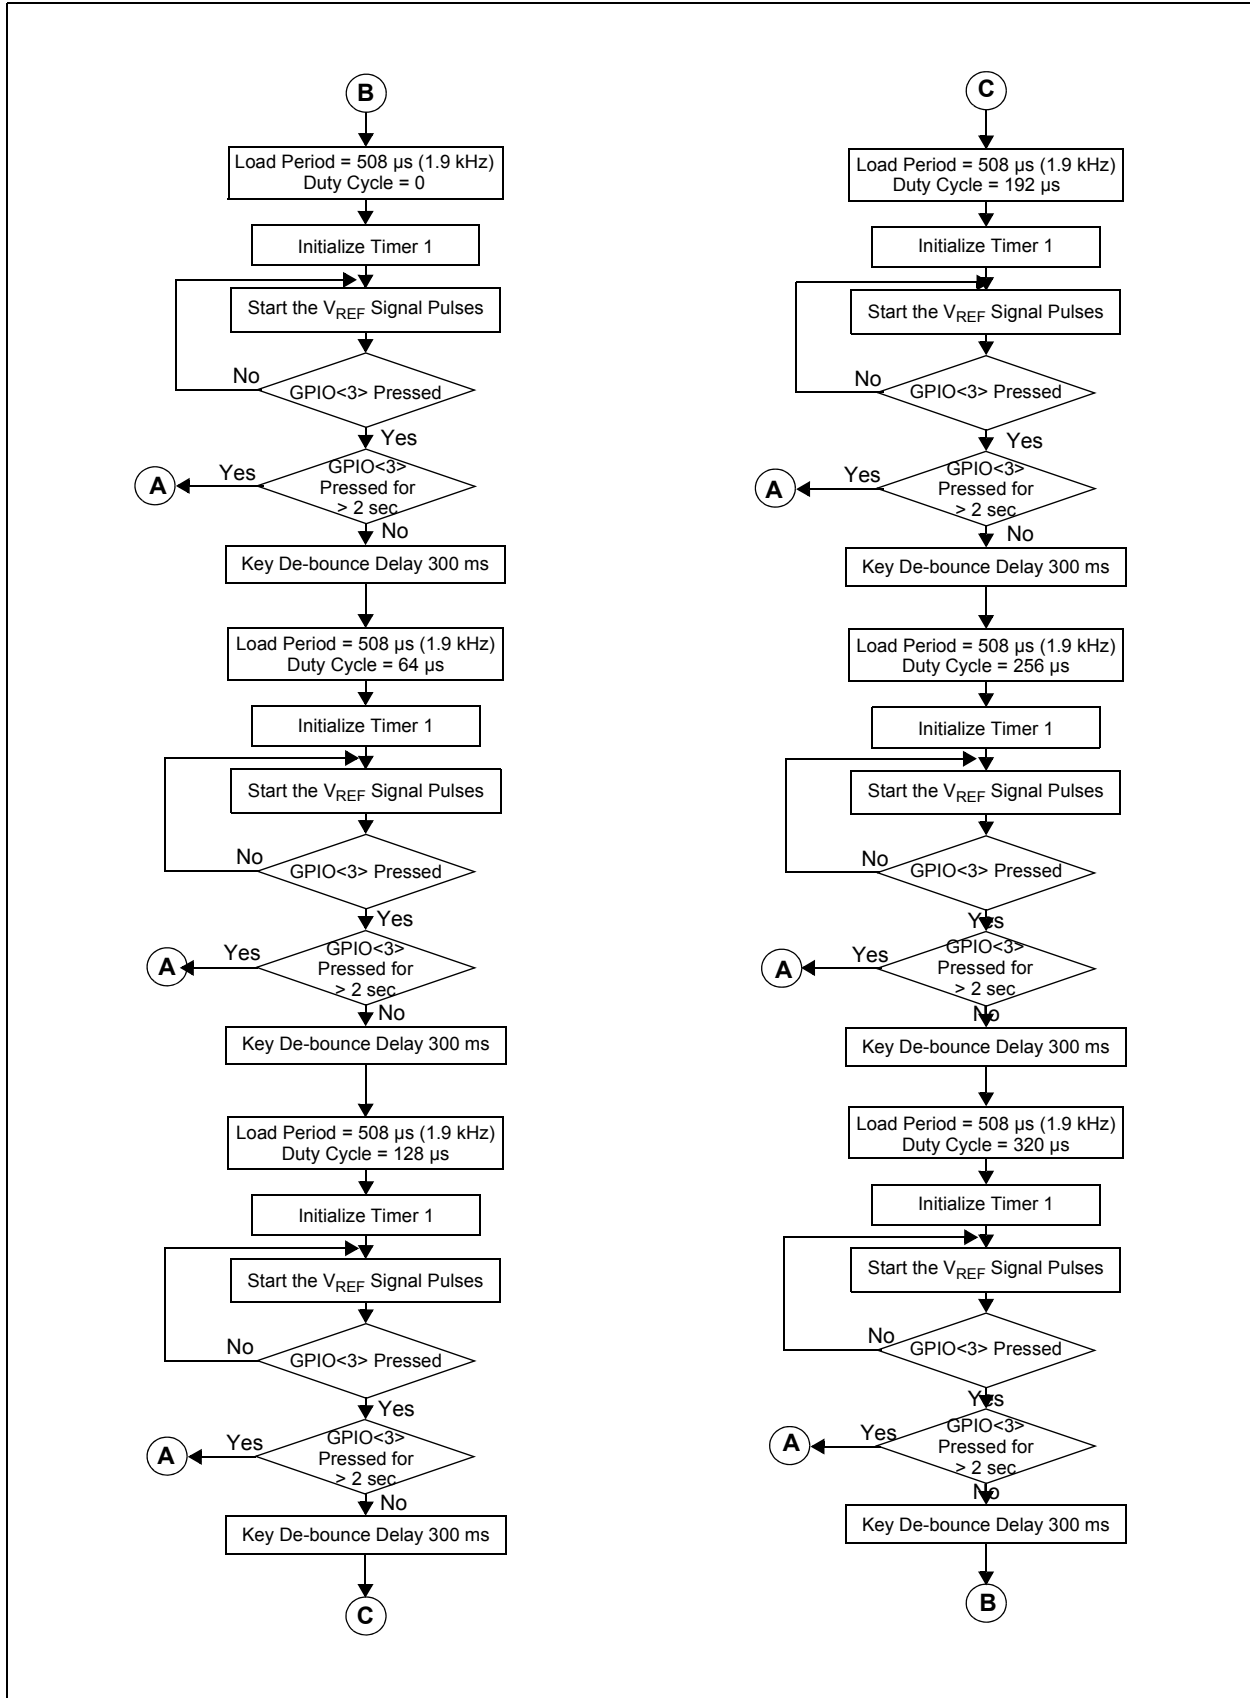 B
Load Period = 508 µs (1.9 kHz)
Duty Cycle = 0
Initialize Timer 1
Start the VREF Signal Pulses
No
GPIO<3> Pressed
Yes
A
Yes
GPIO<3>
Pressed for
> 2 sec
No
Key De-bounce Delay 300 ms
Load Period = 508 µs (1.9 kHz)
Duty Cycle = 64 µs
Initialize Timer 1
Start the VREF Signal Pulses
No
GPIO<3> Pressed
Yes
A
Yes
GPIO<3>
Pressed for
> 2 sec
No
Key De-bounce Delay 300 ms
Load Period = 508 µs (1.9 kHz)
Duty Cycle = 128 µs
Initialize Timer 1
Start the VREF Signal Pulses
No
GPIO<3> Pressed
Yes
A
Yes
GPIO<3>
Pressed for
> 2 sec
No
Key De-bounce Delay 300 ms
C
C
Load Period = 508 µs (1.9 kHz)
Duty Cycle = 192 µs
Initialize Timer 1
Start the VREF Signal Pulses
No
GPIO<3> Pressed
Yes
A
Yes
GPIO<3>
Pressed for
> 2 sec
No
Key De-bounce Delay 300 ms
Load Period = 508 µs (1.9 kHz)
Duty Cycle = 256 µs
Initialize Timer 1
Start the VREF Signal Pulses
No
GPIO<3> Pressed
Yes
A
Yes
GPIO<3>
Pressed for
> 2 sec
No
Key De-bounce Delay 300 ms
Load Period = 508 µs (1.9 kHz)
Duty Cycle = 320 µs
Initialize Timer 1
Start the VREF Signal Pulses
No
GPIO<3> Pressed
Yes
A
Yes
GPIO<3>
Pressed for
> 2 sec
No
Key De-bounce Delay 300 ms
B